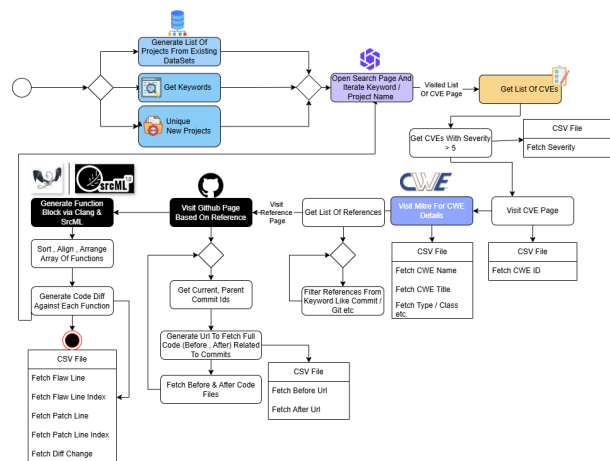 Generate List Of
Projects From Existing
DataSets
Get Keywords
Unique
New Projects
Open Search Page And
Iterate Keyword /
Project Name
Visited List
Of CVE Page
Get List Of CVEs
Get CVEs With Severity
> 5
CSV File
Fetch Severity
srcML
1.0
CWE
Generate Function
Block via Clang &
SrcML
Visit Github Page
Based On Reference
Visit
Reference
Page
Get List Of References
Visit Mitre For CWE
Details
Visit CVE Page
Sort , Align , Arrange
Array Of Functions
Generate Code Diff
Against Each Function
Get Current, Parent
Commit Ids
Filter References From
Keyword Like Commit /
Git etc
CSV File
Fetch CWE Name
Fetch CWE Title
Fetch Type / Class
etc.
CSV File
Fetch CWE ID
Generate Url To Fetch Full
Code (Before , After) Related
To Commits
Fetch Before & After Code
Files
CSV File
Fetch Before Url
Fetch After Url
CSV File
Fetch Flaw Line
Fetch Flaw Line Index
Fetch Patch Line
Fetch Patch Line Index
Fetch Diff Change